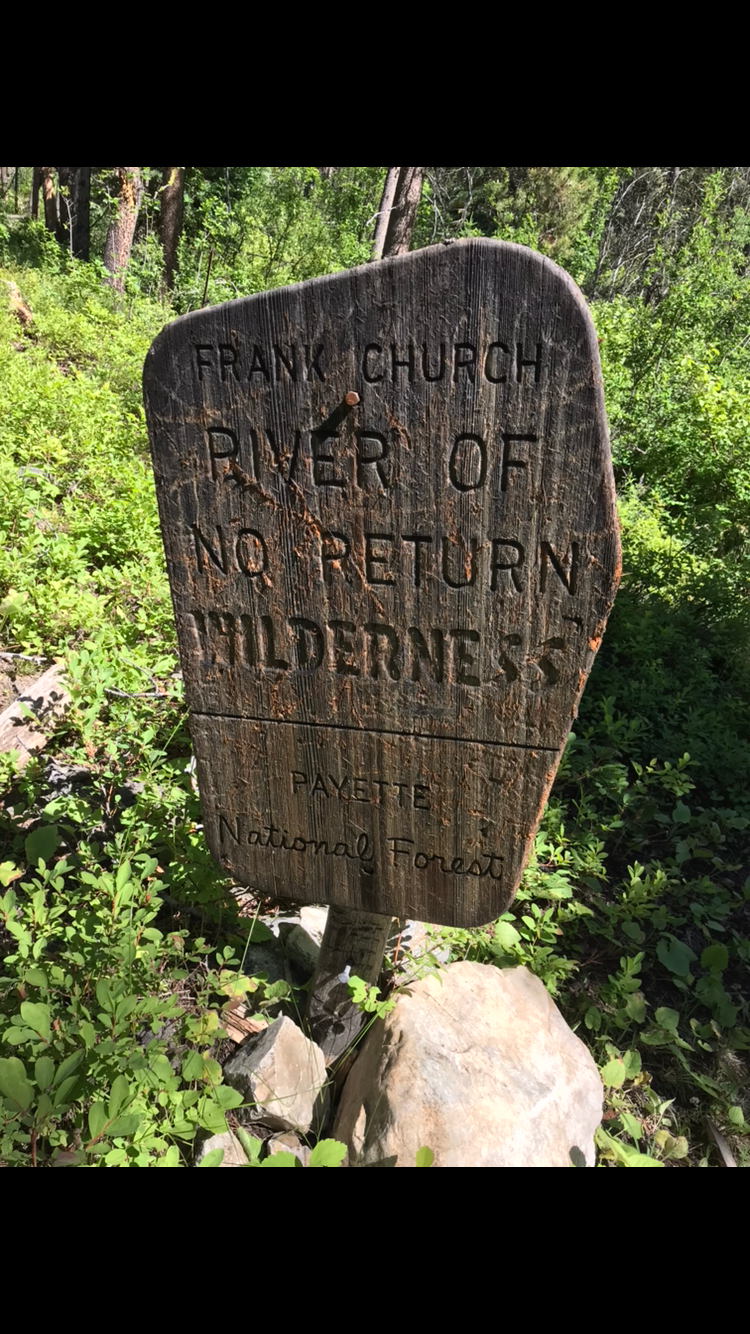 FRANK CHURCH
RIVER OF
NO RETURN
WILDERNESS
PAYETTE
National Forest